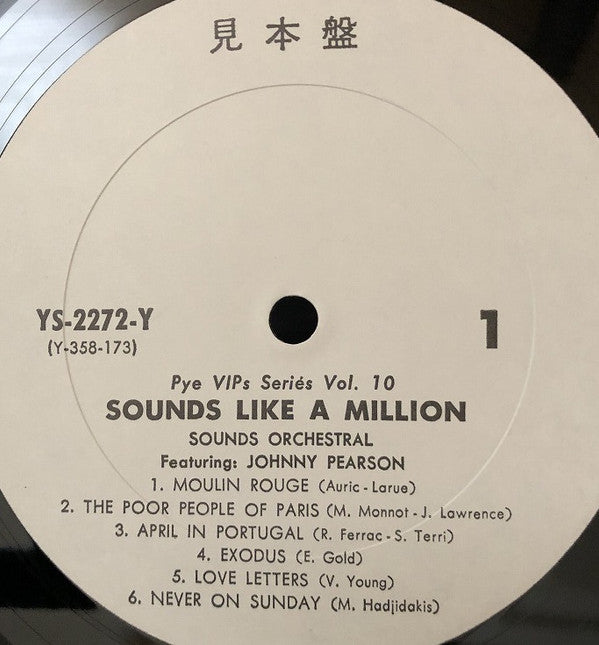 見本盤
YS-2272-Y
(Y-358-173)
1
Pye VIPs Seriés Vol. 10
SOUNDS LIKE A MILLION
SOUNDS ORCHESTRAL
Featuring: JOHNNY PEARSON
1. MOULIN ROUGE (Auric-Larue)
2. THE POOR PEOPLE OF PARIS (M. Monnot-J. Lawrence)
3. APRIL IN PORTUGAL (R. Ferrac-S. Terri)
4. EXODUS (E. Gold)
5. LOVE LETTERS (V. Young)
6. NEVER ON SUNDAY (M. Hadjidakis)